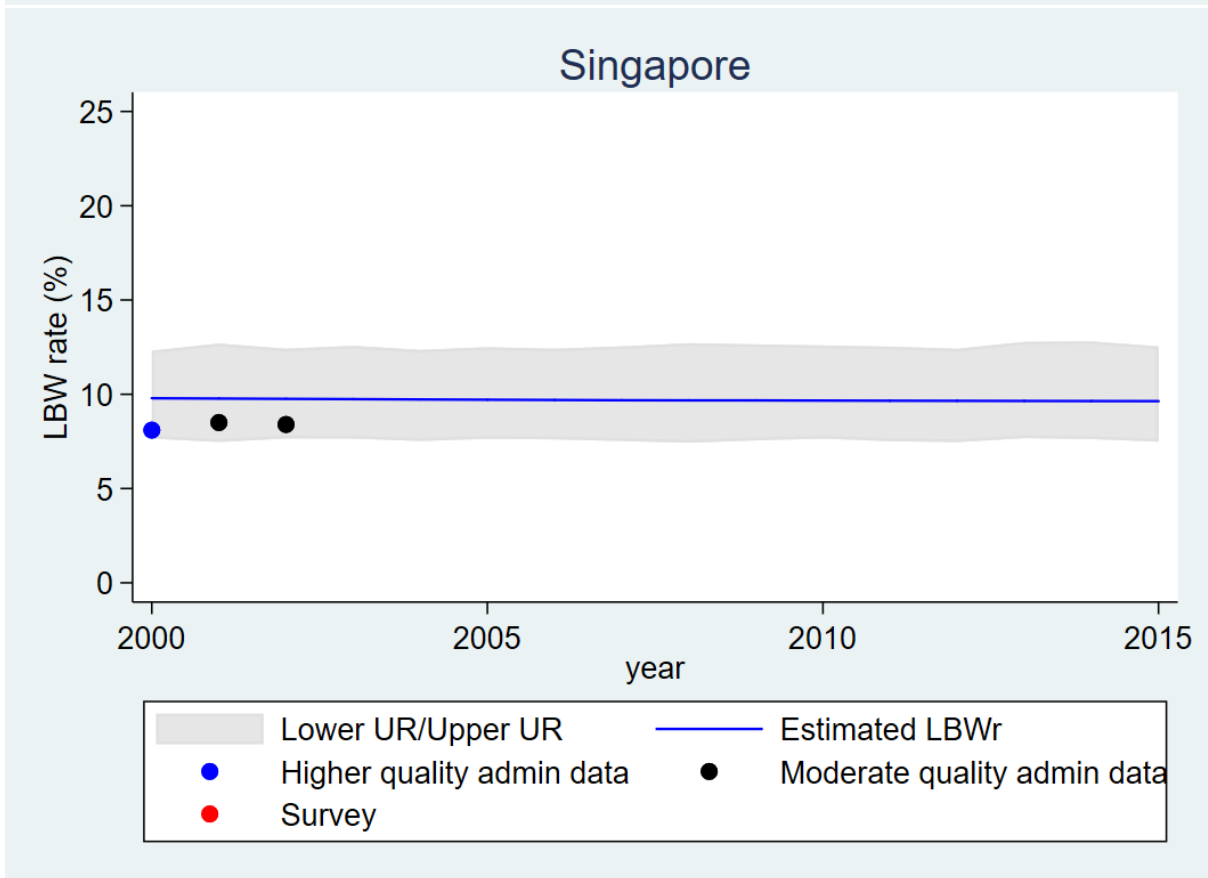 Singapore
25
20
15
10
5
0
LBW rate (%)
2000 2005 2010 2015
year
Lower UR/Upper UR Estimated LBWr
Higher quality admin data Moderate quality admin data
Survey